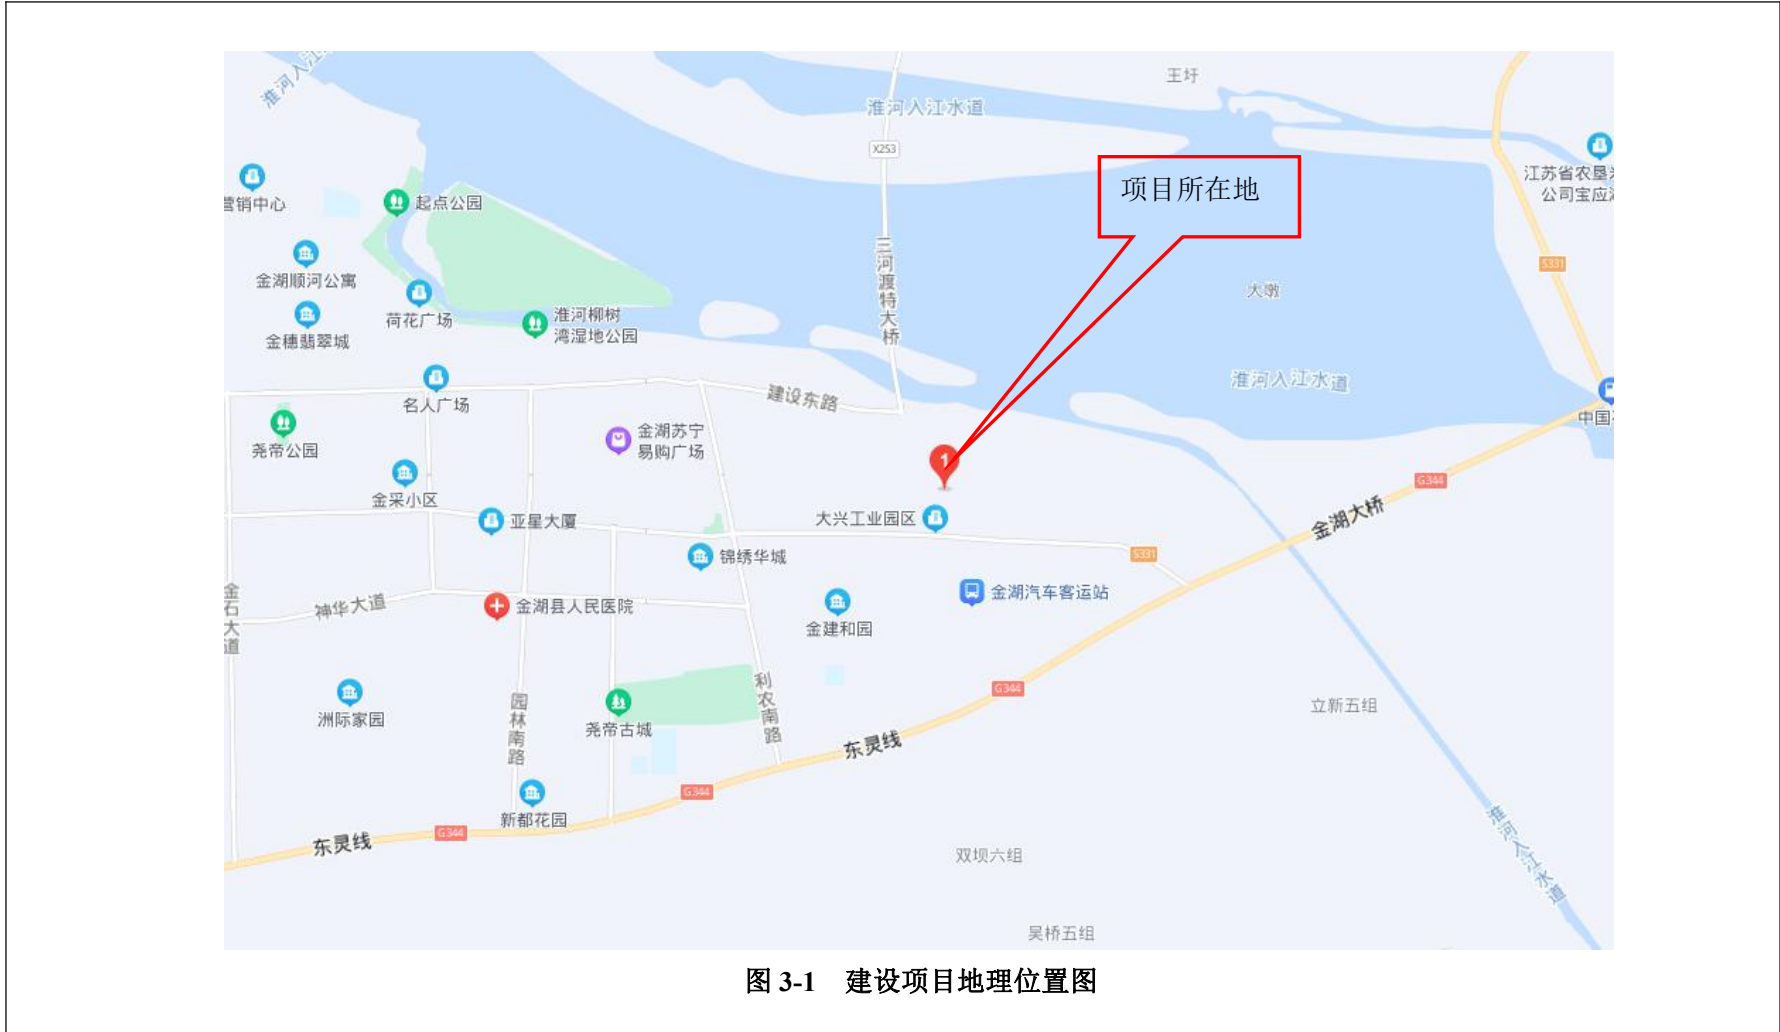 淮河入江
王圩
淮河入江水道
X253
江苏省农垦
公司宝应
营销中心
起点公园
项目所在地
三河渡特大桥
金湖顺河公寓
S331
大墩
荷花广场
淮河柳树
湾湿地公园
金穗翡翠城
淮河入江水道
名人广场
建设东路
中国
尧帝公园
金湖苏宁
易购广场
1
金采小区
G344
金湖大桥
亚星大厦
大兴工业园区
锦绣华城
S331
金石大道
神华大道
金湖县人民医院
金湖汽车客运站
金建和园
洲际家园
园林南路
尧帝古城
利农南路
G344
立新五组
东灵线
G344
新都花园
东灵线
G344
淮河入江水道
双坝六组
吴桥五组
图 3-1 建设项目地理位置图